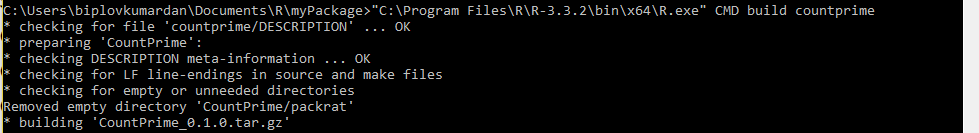 C:\Users\biplovkumardan\Documents\R\myPackage>"C:\Program Files\R\R-3.3.2\bin\x64\R.exe" CMD build countprime
* checking for file 'countprime/DESCRIPTION' ... OK
* preparing 'CountPrime':
* checking DESCRIPTION meta-information ... OK
* checking for LF line-endings in source and make files
* checking for empty or unneeded directories
Removed empty directory 'CountPrime/packrat'
* building 'CountPrime_0.1.0.tar.gz'